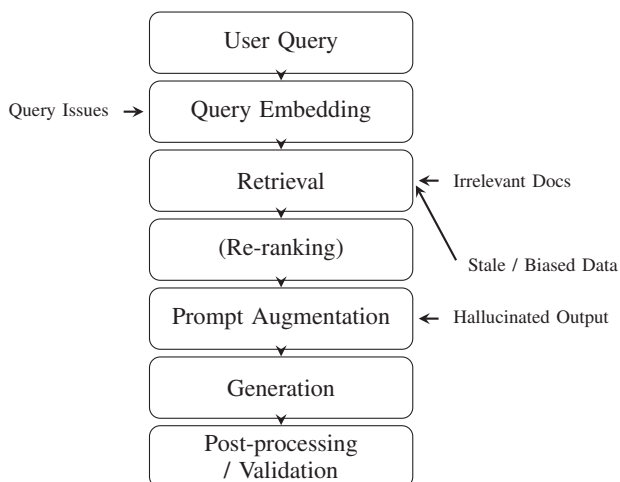 User Query
Query Issues
Query Embedding
Retrieval
Irrelevant Docs
(Re-ranking)
Stale / Biased Data
Prompt Augmentation
Hallucinated Output
Generation
Post-processing
/ Validation